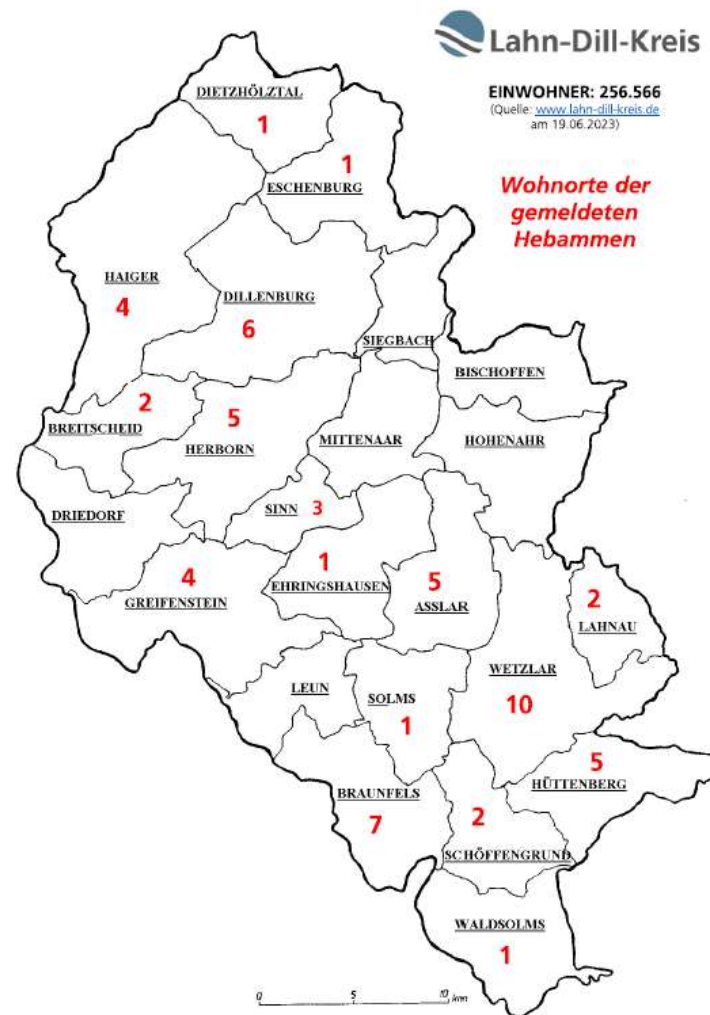 Lahn-Dill-Kreis
EINWOHNER: 256.566
(Quelle: www.lahn-dill-kreis.de
am 19.06.2023)
Wohnorte der
gemeldeten
Hebammen
DIETZHÖLZTAL
1
1
ESCHENBURG
HAIGER
4
DILLENBURG
6
SIEGBACH
BISCHOFFEN
2
BREITSCHEID
5
HERBORN
MITTENAAR
HOHENAHR
DRIEDORF
SINN 3
4
GREIFENSTEIN
1
EHRINGSHAUSEN
5
ASSLAR
2
LAHNAU
LEUN
SOLMS
1
WETZLAR
10
5
HÜTTENBERG
BRAUNFELS
7
2
SCHÖFFENGRUND
WALDSOLMS
1
0 5 10 km